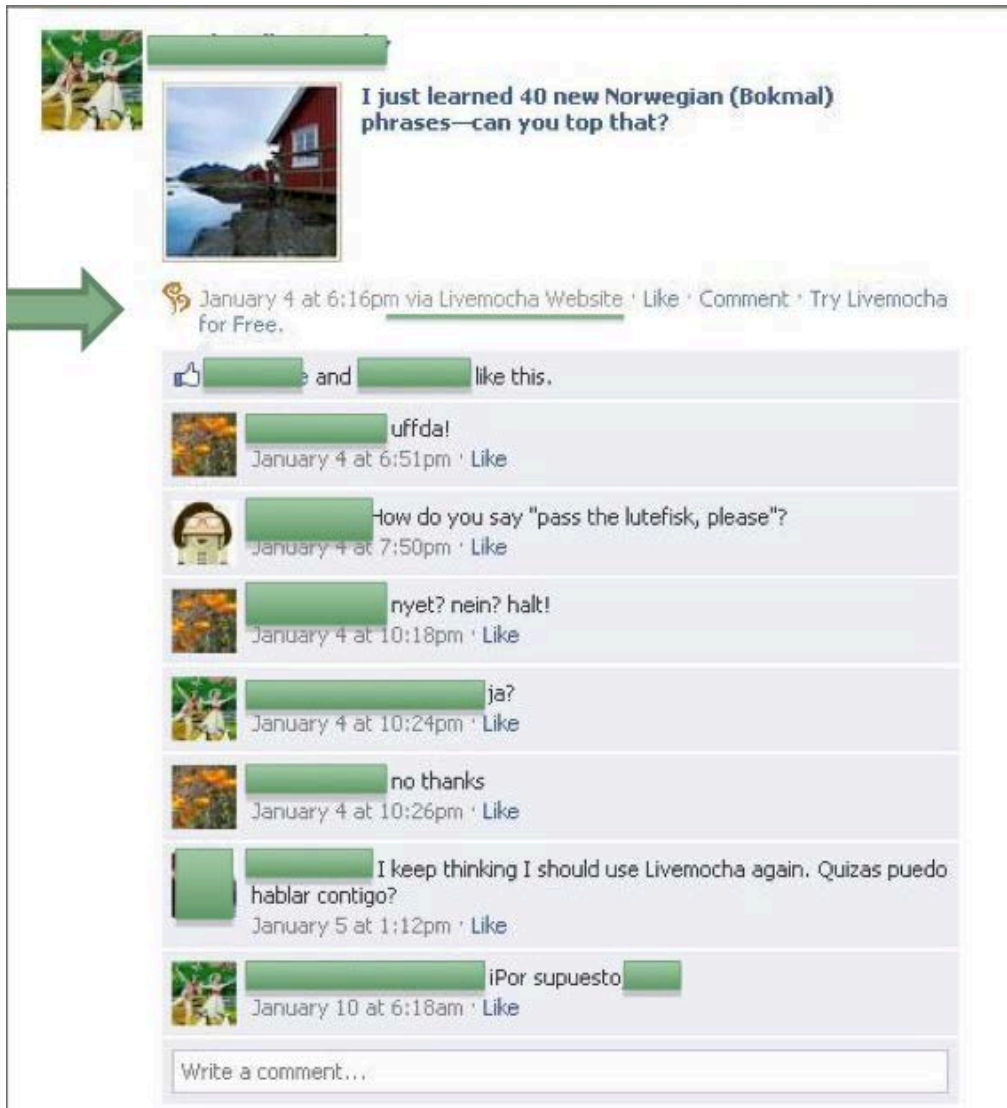 I just learned 40 new Norwegian (Bokmal)
phrases—can you top that?
January 4 at 6:16pm via Livemocha Website · Like · Comment · Try Livemocha
for Free.
and like this.
uffda!
January 4 at 6:51pm · Like
How do you say "pass the lutefisk, please"?
January 4 at 7:50pm · Like
nyet? nein? halt!
January 4 at 10:18pm · Like
ja?
January 4 at 10:24pm · Like
no thanks
January 4 at 10:26pm · Like
I keep thinking I should use Livemocha again. Quizas puedo
hablar contigo?
January 5 at 1:12pm · Like
¡Por supuesto
January 10 at 6:18am · Like
Write a comment...